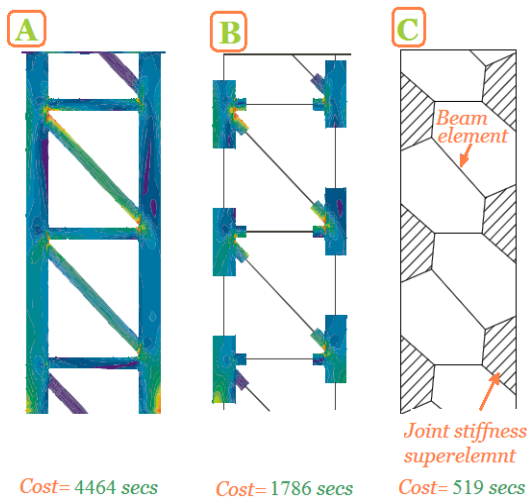 A
B
C
Beam
element
Joint stiffness
superelemnt
Cost= 4464 secs
Cost= 1786 secs
Cost= 519 secs